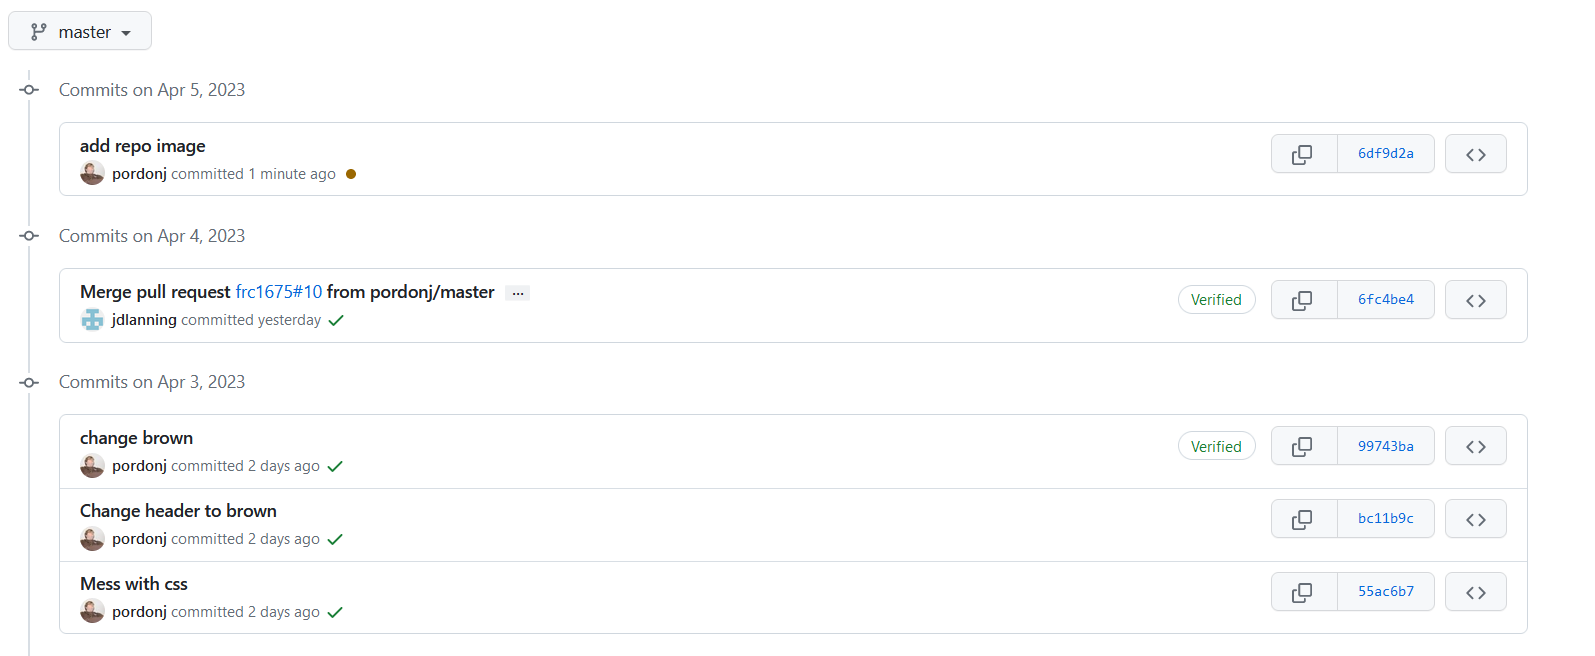 master
Commits on Apr 5, 2023
add repo image
pordonj committed 1 minute ago
6df9d2a
Commits on Apr 4, 2023
Merge pull request frc1675#10 from pordonj/master ...
jdlanning committed yesterday
Verified
6fc4be4
Commits on Apr 3, 2023
change brown
pordonj committed 2 days ago
Verified
99743ba
Change header to brown
pordonj committed 2 days ago
bc11b9c
Mess with css
pordonj committed 2 days ago
55ac6b7